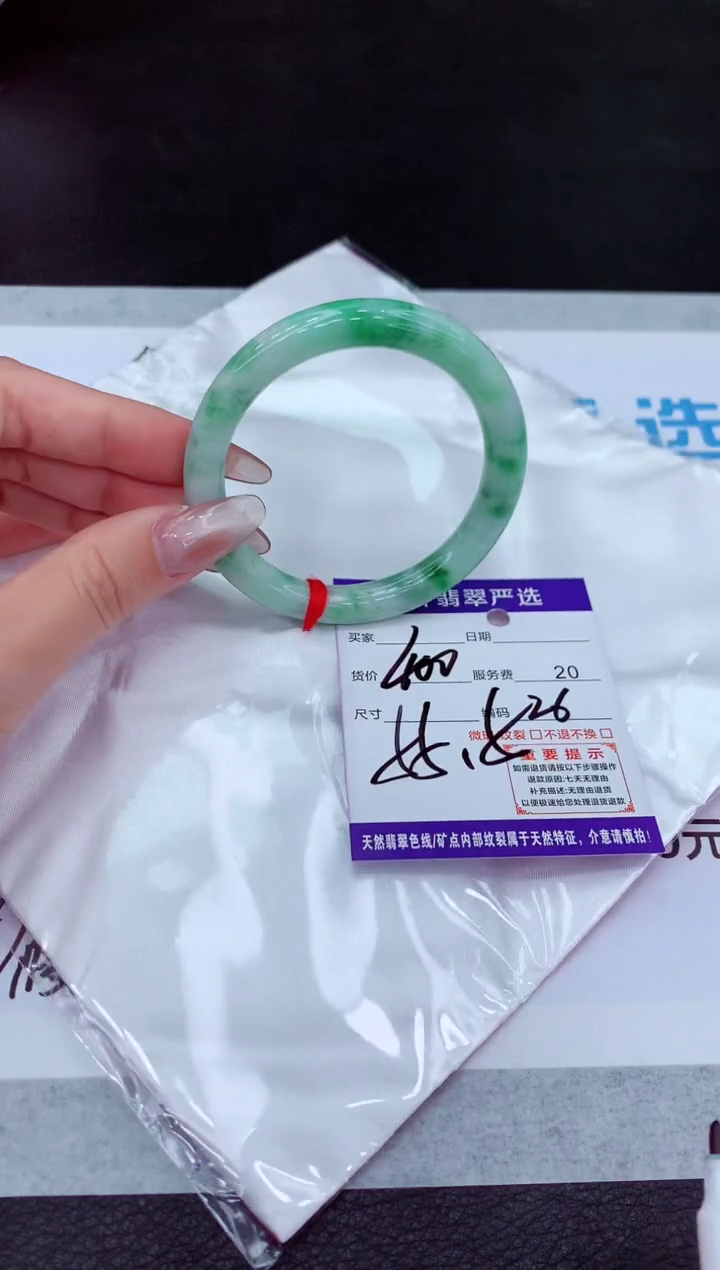 翡翠严选
选
买家 日期
货价 400 服务费 20
尺寸 编码 26
纹裂 □不退不换 □
重要提示
如需退货请按以下步骤操作
退款原因:七天无理由
补充描述:无理由退货
以便极速给您处理退货退款
天然翡翠色线/矿点内部纹裂属于天然特征，介意请慎拍！
元